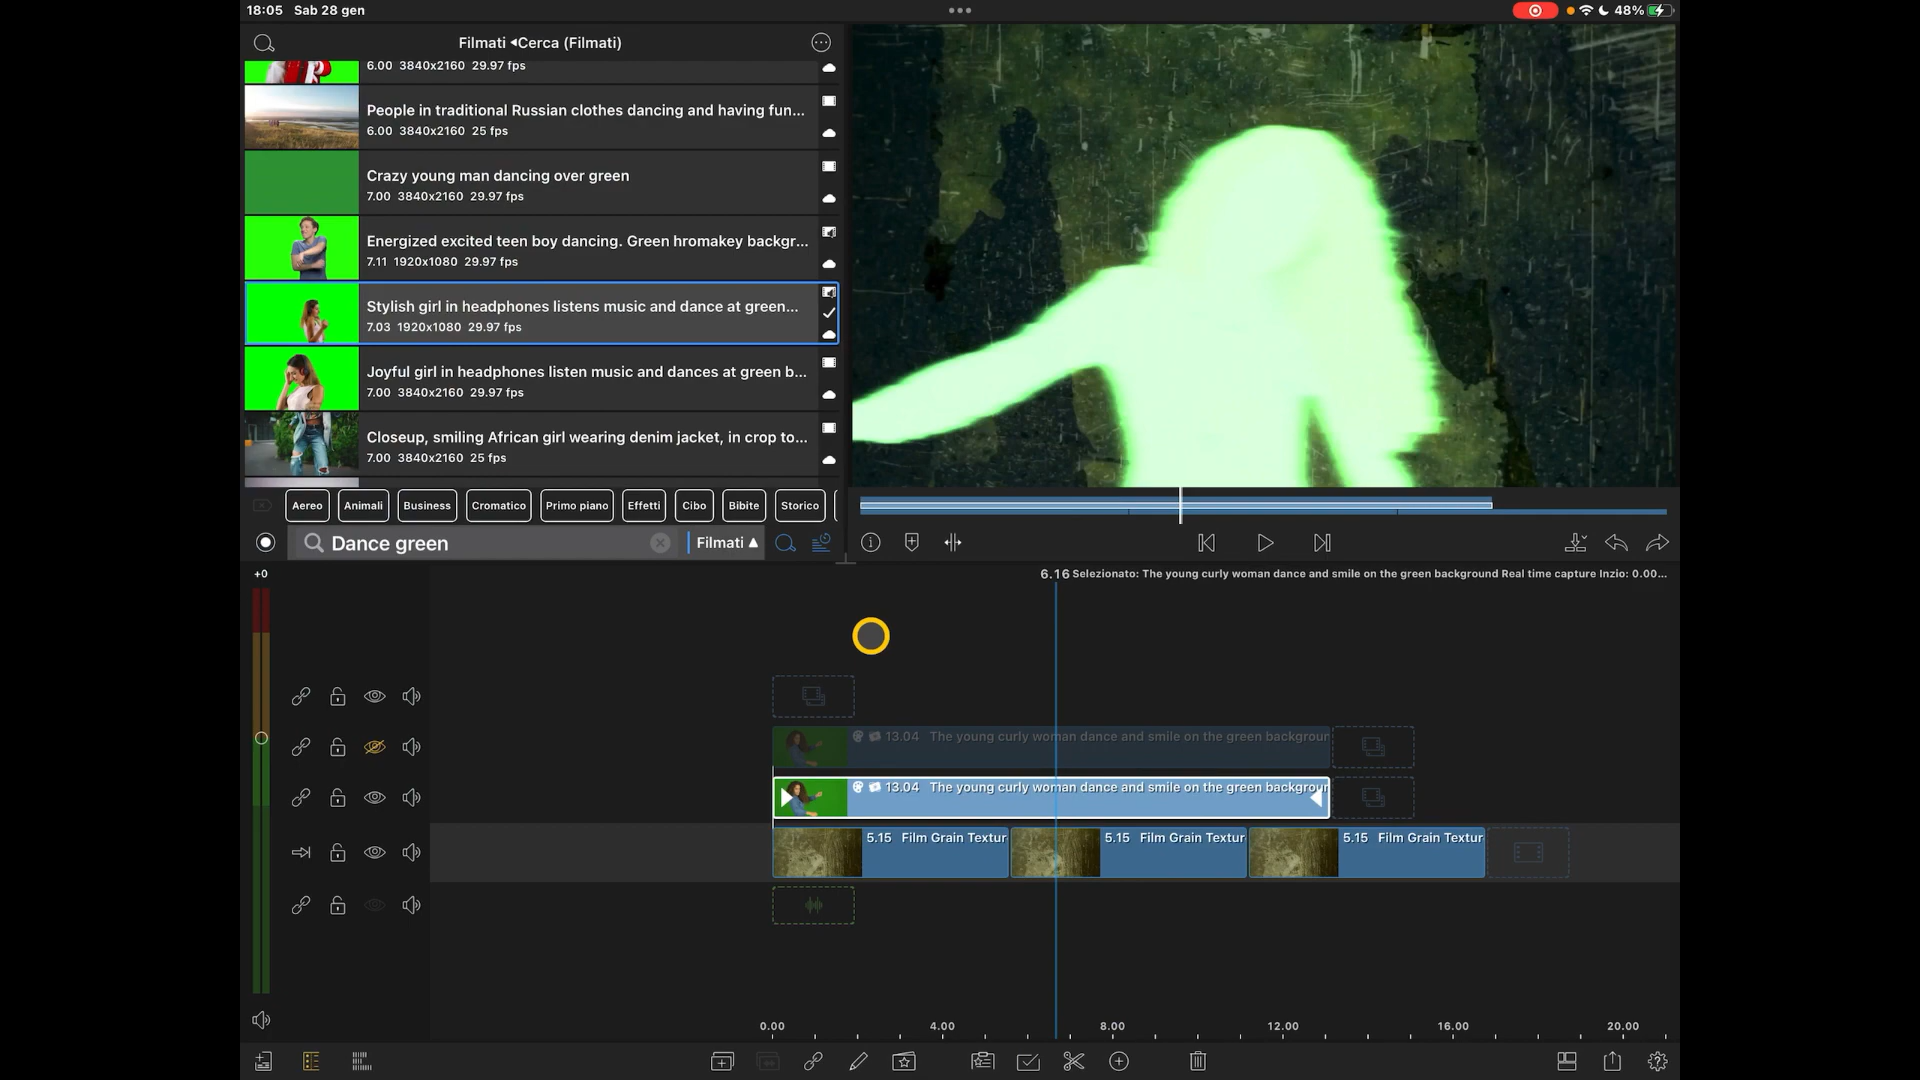 18:05 Sab 28 gen
48%
Filmati ◂Cerca (Filmati)
6.00 3840x2160 29.97 fps
People in traditional Russian clothes dancing and having fun...
6.00 3840x2160 25 fps
Crazy young man dancing over green
7.00 3840x2160 29.97 fps
Energized excited teen boy dancing. Green hromakey backgr...
7.11 1920x1080 29.97 fps
Stylish girl in headphones listens music and dance at green...
7.03 1920x1080 29.97 fps
Joyful girl in headphones listen music and dances at green b...
7.00 3840x2160 29.97 fps
Closeup, smiling African girl wearing denim jacket, in crop to...
7.00 3840x2160 25 fps
Aereo Animali Business Cromatico Primo piano Effetti Cibo Bibite Storico
Dance green Filmati ▲
+0
6.16 Selezionato: The young curly woman dance and smile on the green background Real time capture Inzio: 0.00...
13.04 The young curly woman dance and smile on the green backgroun
13.04 The young curly woman dance and smile on the green backgroun
5.15 Film Grain Textur 5.15 Film Grain Textur 5.15 Film Grain Textur
0.00 4.00 8.00 12.00 16.00 20.00